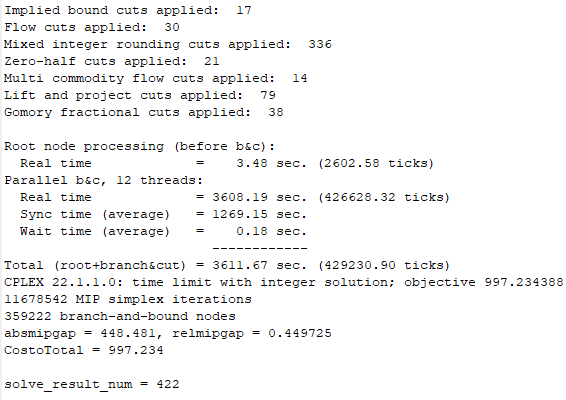 Implied bound cuts applied:  17
Flow cuts applied:  30
Mixed integer rounding cuts applied:  336
Zero-half cuts applied:  21
Multi commodity flow cuts applied:  14
Lift and project cuts applied:  79
Gomory fractional cuts applied:  38

Root node processing (before b&c):
  Real time             =    3.48 sec. (2602.58 ticks)
Parallel b&c, 12 threads:
  Real time             = 3608.19 sec. (426628.32 ticks)
  Sync time (average)   = 1269.15 sec.
  Wait time (average)   =    0.18 sec.
                          ------------
Total (root+branch&cut) = 3611.67 sec. (429230.90 ticks)
CPLEX 22.1.1.0: time limit with integer solution; objective 997.234388
11678542 MIP simplex iterations
359222 branch-and-bound nodes
absmipgap = 448.481, relmipgap = 0.449725
CostoTotal = 997.234

solve_result_num = 422